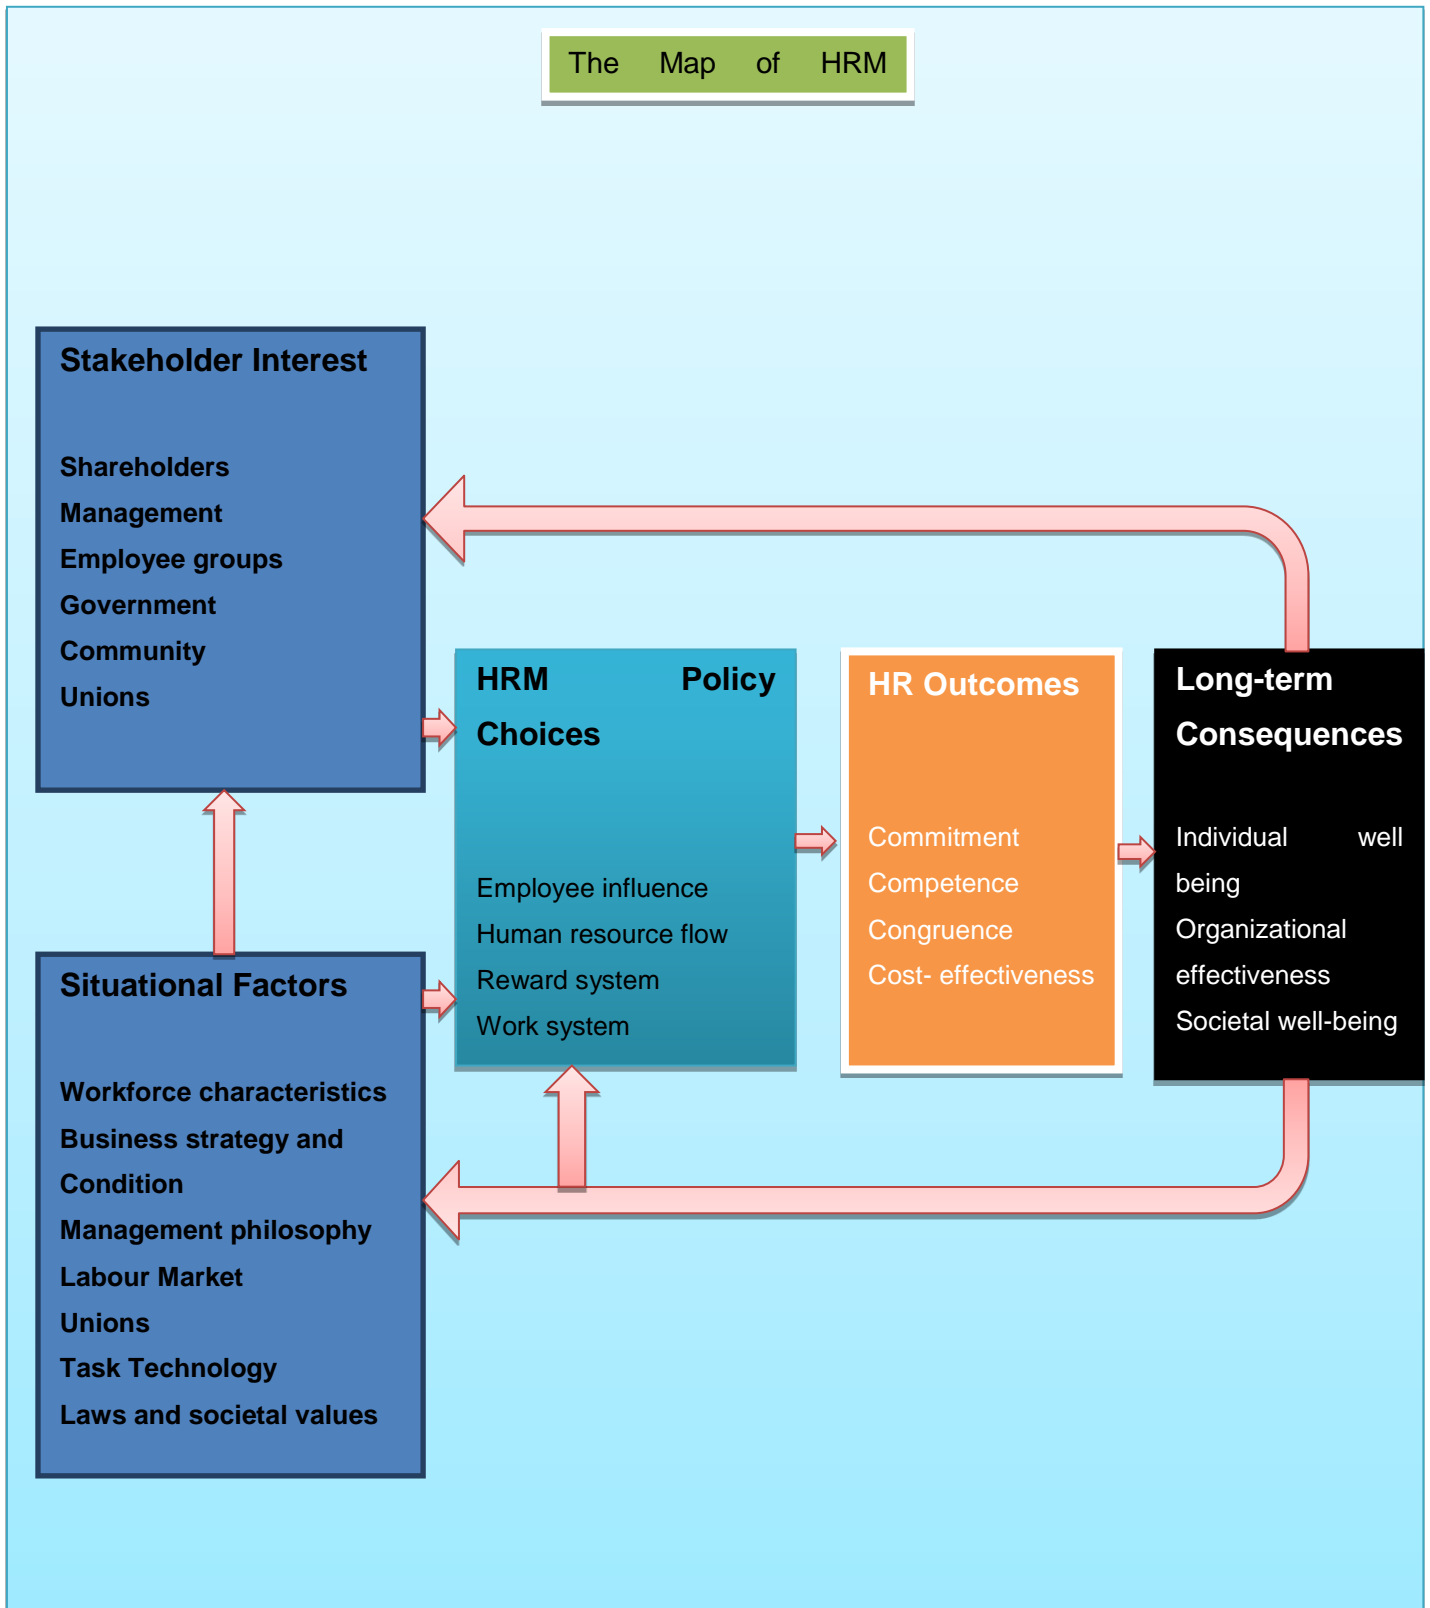 The Map of HRM
Stakeholder Interest
Shareholders
Management
Employee groups
Government
Community
Unions
HRM Policy
Choices
Employee influence
Human resource flow
Reward system
Work system
HR Outcomes
Commitment
Competence
Congruence
Cost- effectiveness
Long-term
Consequences
Individual well
being
Organizational
effectiveness
Societal well-being
Situational Factors
Workforce characteristics
Business strategy and
Condition
Management philosophy
Labour Market
Unions
Task Technology
Laws and societal values